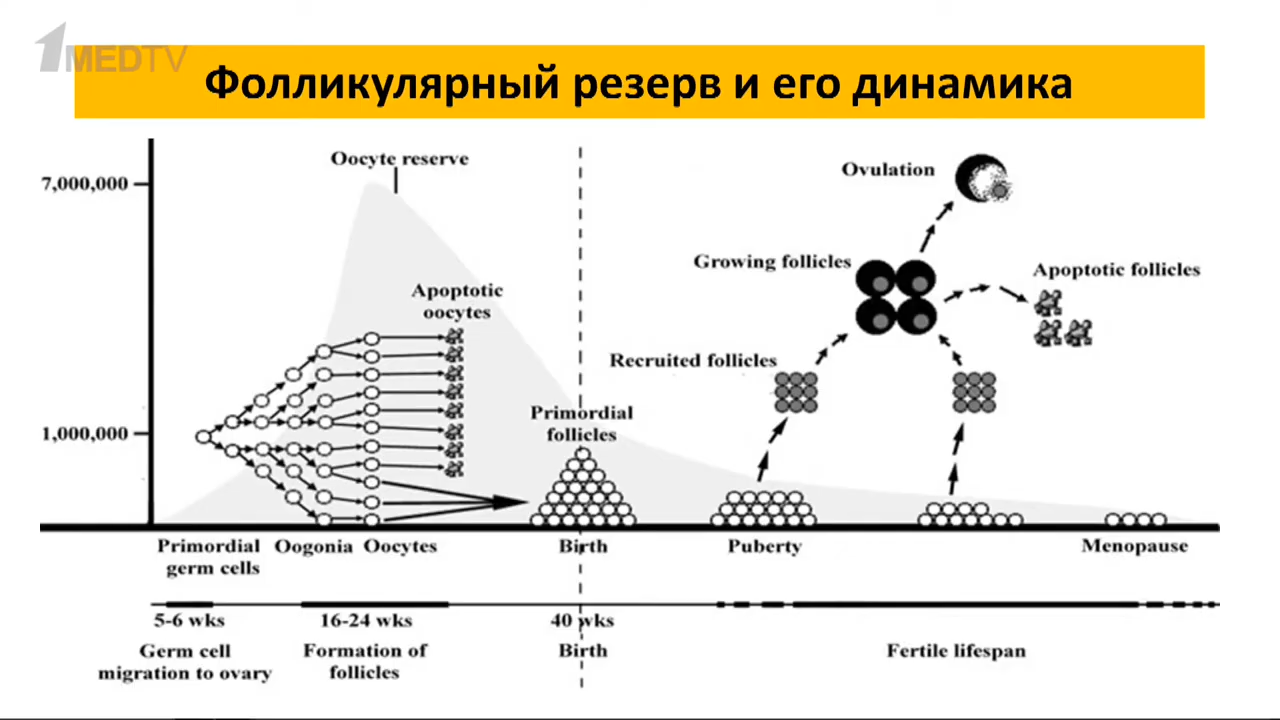 1MEDTV
Фолликулярный резерв и его динамика
Oocyte reserve
7,000,000
1,000,000
Apoptotic
oocytes
Primordial
follicles
Ovulation
Growing follicles
Apoptotic follicles
Recruited follicles
Primordial
germ cells
Oogonia
Oocytes
Birth
Puberty
Menopause
5-6 wks
16-24 wks
40 wks
Germ cell
migration to ovary
Formation of
follicles
Birth
Fertile lifespan